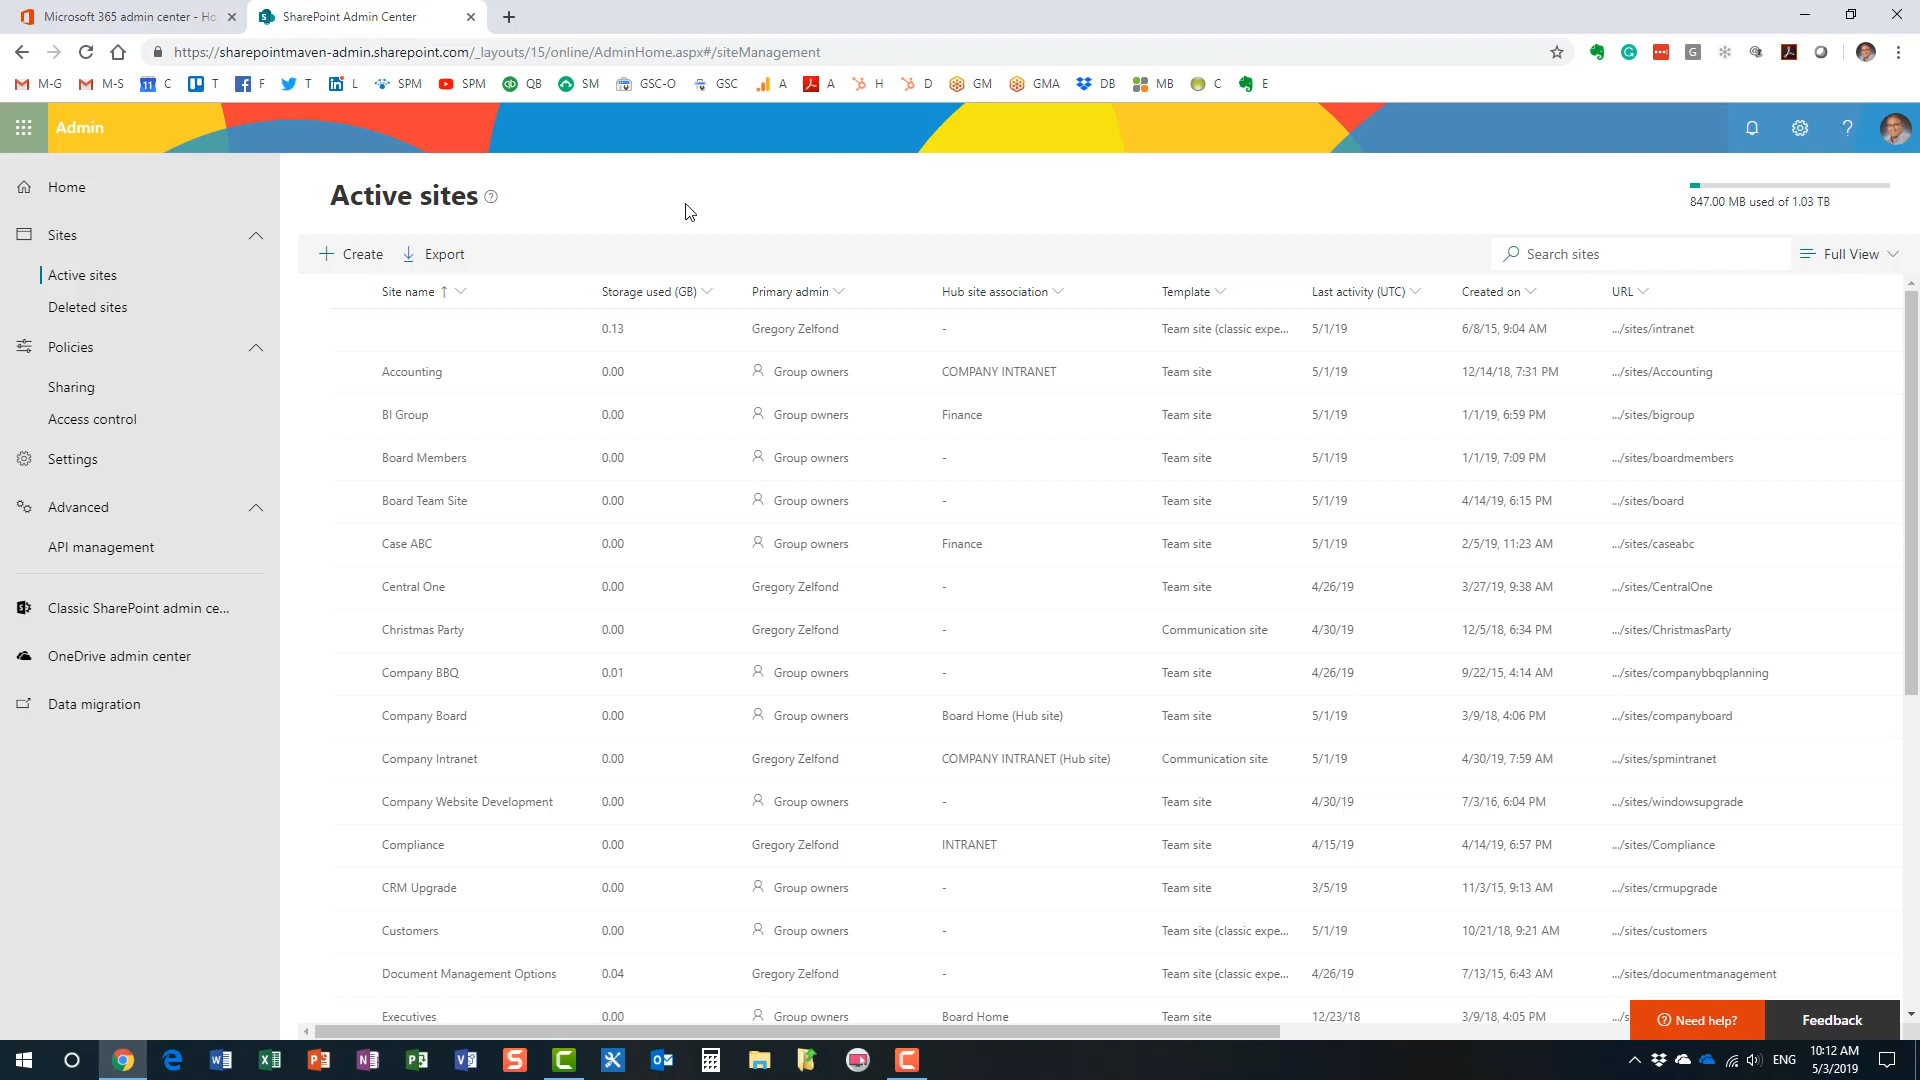 Microsoft 365 admin center - Ho
SharePoint Admin Center
https://sharepointmaven-admin.sharepoint.com/_layouts/15/online/AdminHome.aspx#/siteManagement
M-G M-S 11 C T F T L SPM SPM QB SM GSC-O GSC A A H D GM GMA DB MB C E
Admin
Home
Sites
Active sites
Deleted sites
Policies
Sharing
Access control
Settings
Advanced
API management
Classic SharePoint admin ce...
OneDrive admin center
Data migration
Active sites
847.00 MB used of 1.03 TB
Create Export Search sites Full View
Site name Storage used (GB) Primary admin Hub site association Template Last activity (UTC) Created on URL
0.13 Gregory Zelfond - Team site (classic expe... 5/1/19 6/8/15, 9:04 AM .../sites/intranet
Accounting 0.00 Group owners COMPANY INTRANET Team site 5/1/19 12/14/18, 7:31 PM .../sites/Accounting
BI Group 0.00 Group owners Finance Team site 5/1/19 1/1/19, 6:59 PM .../sites/bigroup
Board Members 0.00 Group owners - Team site 5/1/19 1/1/19, 7:09 PM .../sites/boardmembers
Board Team Site 0.00 Group owners - Team site 5/1/19 4/14/19, 6:15 PM .../sites/board
Case ABC 0.00 Group owners Finance Team site 5/1/19 2/5/19, 11:23 AM .../sites/caseabc
Central One 0.00 Gregory Zelfond - Team site 4/26/19 3/27/19, 9:38 AM .../sites/CentralOne
Christmas Party 0.00 Gregory Zelfond - Communication site 4/30/19 12/5/18, 6:34 PM .../sites/ChristmasParty
Company BBQ 0.01 Group owners - Team site 4/26/19 9/22/15, 4:14 AM .../sites/companybbqplanning
Company Board 0.00 Group owners Board Home (Hub site) Team site 5/1/19 3/9/18, 4:06 PM .../sites/companyboard
Company Intranet 0.00 Gregory Zelfond COMPANY INTRANET (Hub site) Communication site 5/1/19 4/30/19, 7:59 AM .../sites/spmintranet
Company Website Development 0.00 Group owners - Team site 4/30/19 7/3/16, 6:04 PM .../sites/windowsupgrade
Compliance 0.00 Gregory Zelfond INTRANET Team site 4/15/19 4/14/19, 6:57 PM .../sites/Compliance
CRM Upgrade 0.00 Group owners - Team site 3/5/19 11/3/15, 9:13 AM .../sites/crmupgrade
Customers 0.00 Group owners - Team site (classic expe... 5/1/19 10/21/18, 9:21 AM .../sites/customers
Document Management Options 0.04 Gregory Zelfond - Team site (classic expe... 4/26/19 7/13/15, 6:43 AM .../sites/documentmanagement
Executives 0.00 Group owners Board Home Team site 12/23/18 3/9/18, 4:05 PM .../s
Need help? Feedback
ENG 10:12 AM
5/3/2019